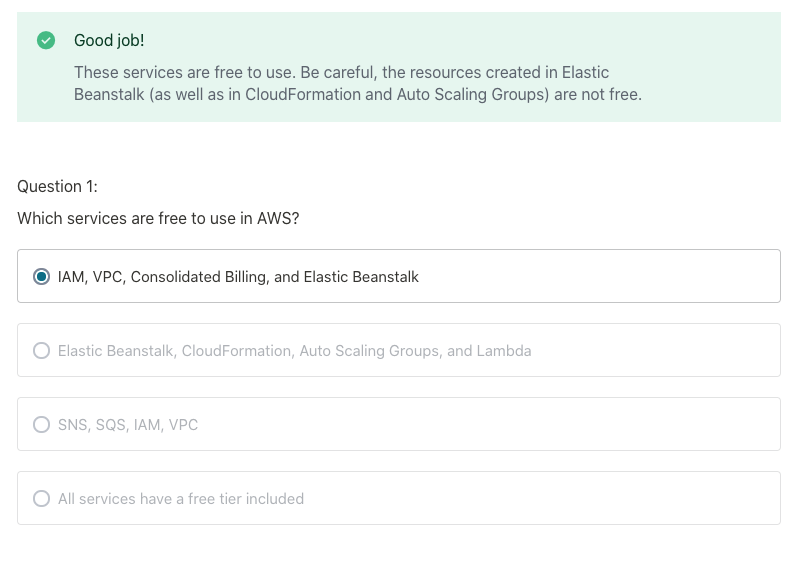 Good job!
These services are free to use. Be careful, the resources created in Elastic
Beanstalk (as well as in CloudFormation and Auto Scaling Groups) are not free.
Question 1:
Which services are free to use in AWS?
IAM, VPC, Consolidated Billing, and Elastic Beanstalk
Elastic Beanstalk, CloudFormation, Auto Scaling Groups, and Lambda
SNS, SQS, IAM, VPC
All services have a free tier included